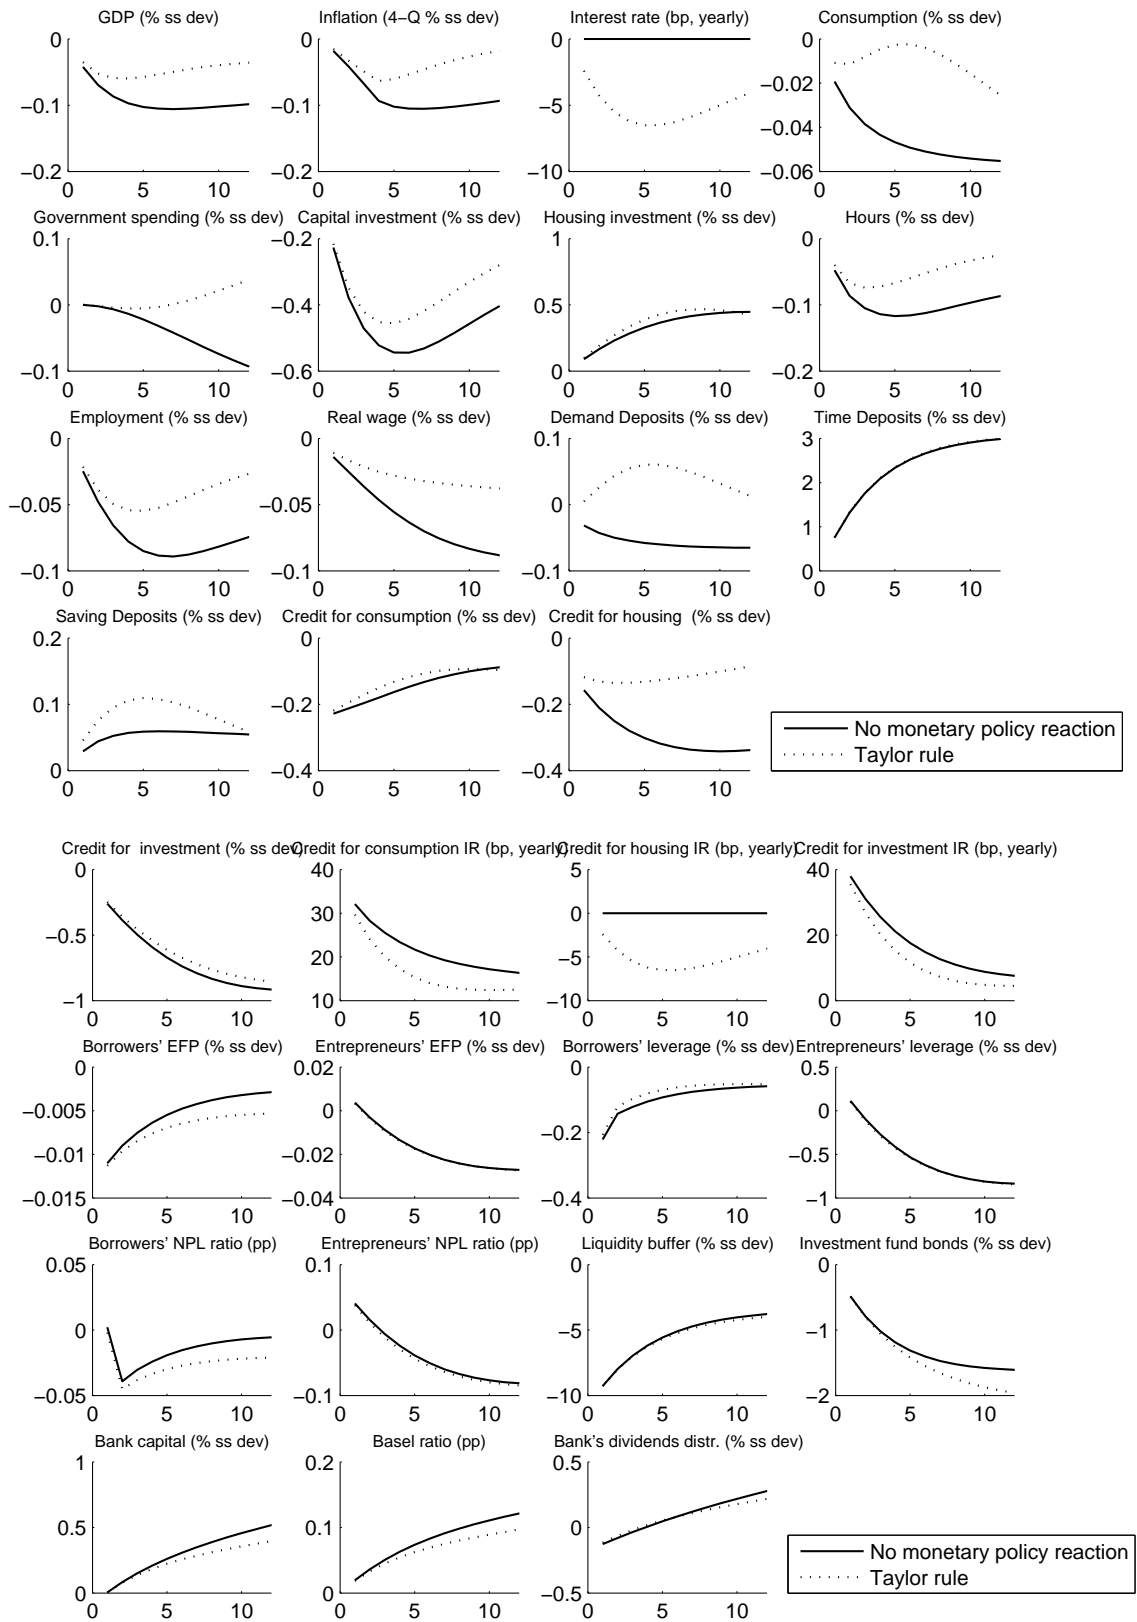 GDP (% ss dev) Inflation (4−Q % ss dev) Interest rate (bp, yearly) Consumption (% ss dev)
0 0 0 0
−0.02
−0.1 −0.1 −5
−0.04
−0.2 −0.2 −10 −0.06
0 5 10 0 5 10 0 5 10 0 5 10
Government spending (% ss dev) Capital investment (% ss dev) Housing investment (% ss dev) Hours (% ss dev)
0.1 −0.2 1 0
0 −0.4 0.5 −0.1
−0.1 −0.6 0 −0.2
0 5 10 0 5 10 0 5 10 0 5 10
Employment (% ss dev) Real wage (% ss dev) Demand Deposits (% ss dev) Time Deposits (% ss dev)
0 0 0.1 3
2
−0.05 −0.05 0
1
−0.1 −0.1 −0.1 0
0 5 10 0 5 10 0 5 10 0 5 10
Saving Deposits (% ss dev) Credit for consumption (% ss dev) Credit for housing (% ss dev)
0.2 0 0
0.1 −0.2 −0.2
0 −0.4 −0.4
0 5 10 0 5 10 0 5 10
No monetary policy reaction
Taylor rule
Credit for investment (% ss dev) Credit for consumption IR (bp, yearly) Credit for housing IR (bp, yearly) Credit for investment IR (bp, yearly)
0 40 5 40
30 0
−0.5 20
20 −5
−1 10 −10 0
0 5 10 0 5 10 0 5 10 0 5 10
Borrowers' EFP (% ss dev) Entrepreneurs' EFP (% ss dev) Borrowers' leverage (% ss dev) Entrepreneurs' leverage (% ss dev)
0 0.02 0 0.5
−0.005 0 0
−0.2
−0.01 −0.02 −0.5
−0.015 −0.04 −0.4 −1
0 5 10 0 5 10 0 5 10 0 5 10
Borrowers' NPL ratio (pp) Entrepreneurs' NPL ratio (pp) Liquidity buffer (% ss dev) Investment fund bonds (% ss dev)
0.05 0.1 0 0
0 0 −5 −1
−0.05 −0.1 −10 −2
0 5 10 0 5 10 0 5 10 0 5 10
Bank capital (% ss dev) Basel ratio (pp) Bank's dividends distr. (% ss dev)
1 0.2 0.5
0.5 0.1 0
0 0 −0.5
0 5 10 0 5 10 0 5 10
No monetary policy reaction
Taylor rule